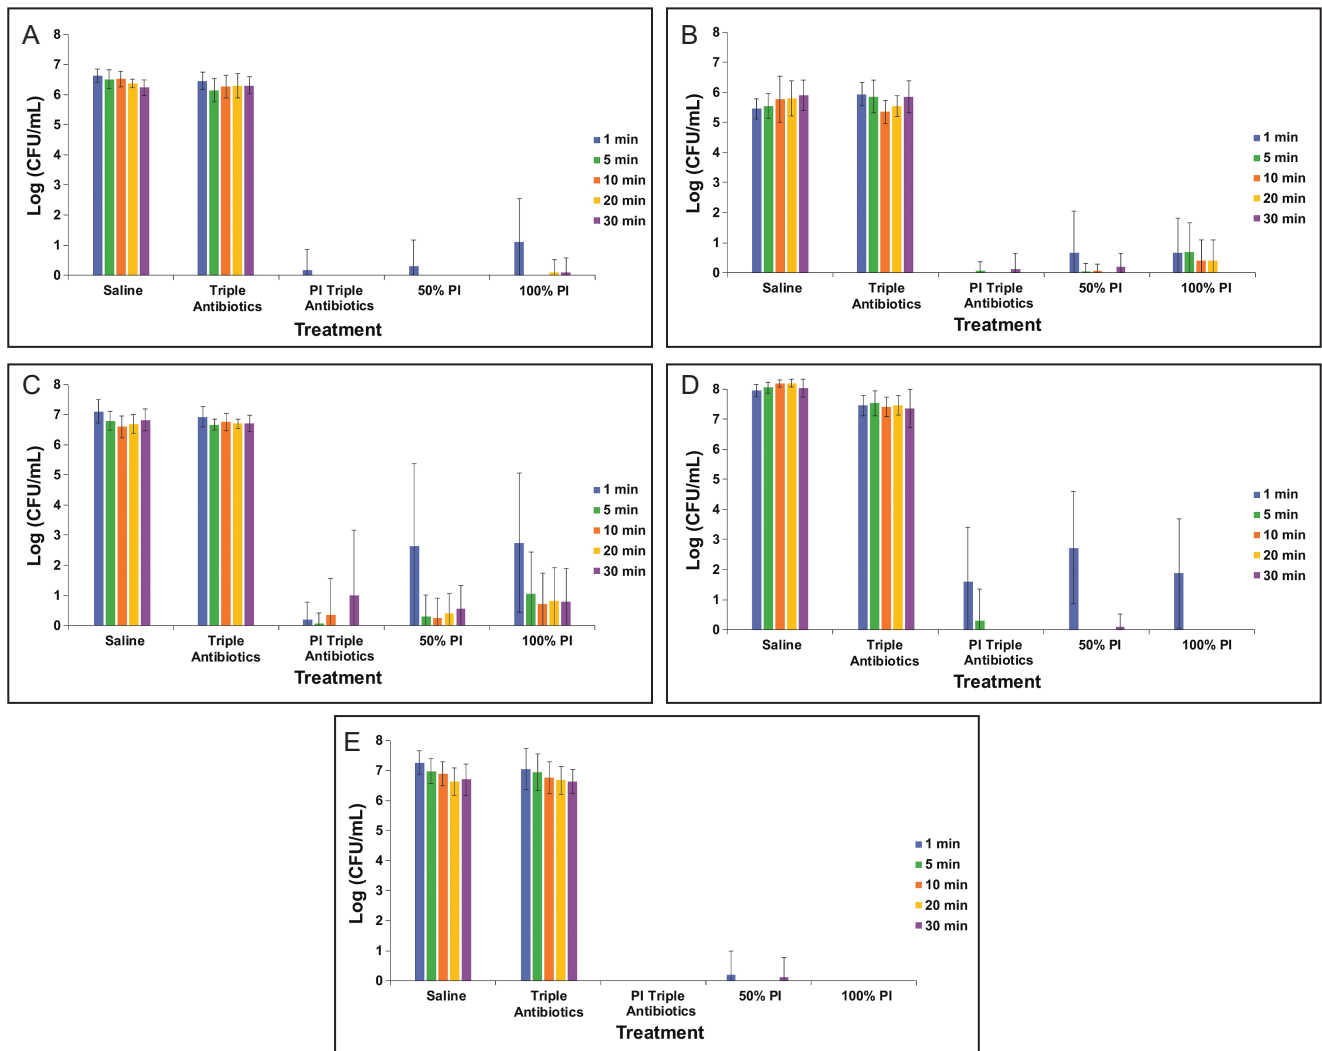 A
Log (CFU/mL)
8
7
6
5
4
3
2
1
0
Saline
Triple
Antibiotics
PI Triple
Antibiotics
50% PI
100% PI
Treatment
1 min
5 min
10 min
20 min
30 min
B
Log (CFU/mL)
8
7
6
5
4
3
2
1
0
Saline
Triple
Antibiotics
PI Triple
Antibiotics
50% PI
100% PI
Treatment
1 min
5 min
10 min
20 min
30 min
C
Log (CFU/mL)
8
7
6
5
4
3
2
1
0
Saline
Triple
Antibiotics
PI Triple
Antibiotics
50% PI
100% PI
Treatment
1 min
5 min
10 min
20 min
30 min
D
Log (CFU/mL)
8
7
6
5
4
3
2
1
0
Saline
Triple
Antibiotics
PI Triple
Antibiotics
50% PI
100% PI
Treatment
1 min
5 min
10 min
20 min
30 min
E
Log (CFU/mL)
8
7
6
5
4
3
2
1
0
Saline
Triple
Antibiotics
PI Triple
Antibiotics
50% PI
100% PI
Treatment
1 min
5 min
10 min
20 min
30 min